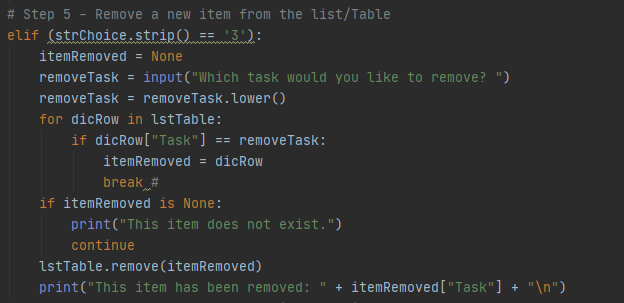 # Step 5 - Remove a new item from the list/Table
elif (strChoice.strip() == '3'):
    itemRemoved = None
    removeTask = input("Which task would you like to remove? ")
    removeTask = removeTask.lower()
    for dicRow in lstTable:
        if dicRow["Task"] == removeTask:
            itemRemoved = dicRow
            break #
    if itemRemoved is None:
        print("This item does not exist.")
        continue
    lstTable.remove(itemRemoved)
    print("This item has been removed: " + itemRemoved["Task"] + "\n")